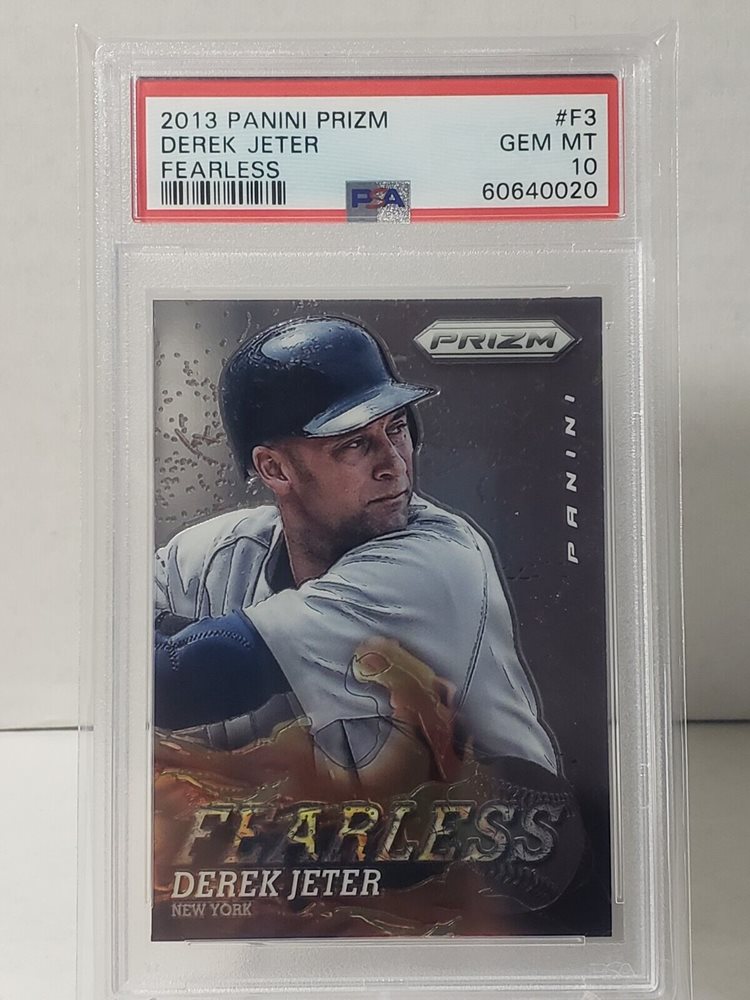 2013 PANINI PRIZM #F3
DEREK JETER GEM MT
FEARLESS 10
PSA 60640020
PRIZM
PANINI
FEARLESS
DEREK JETER
NEW YORK